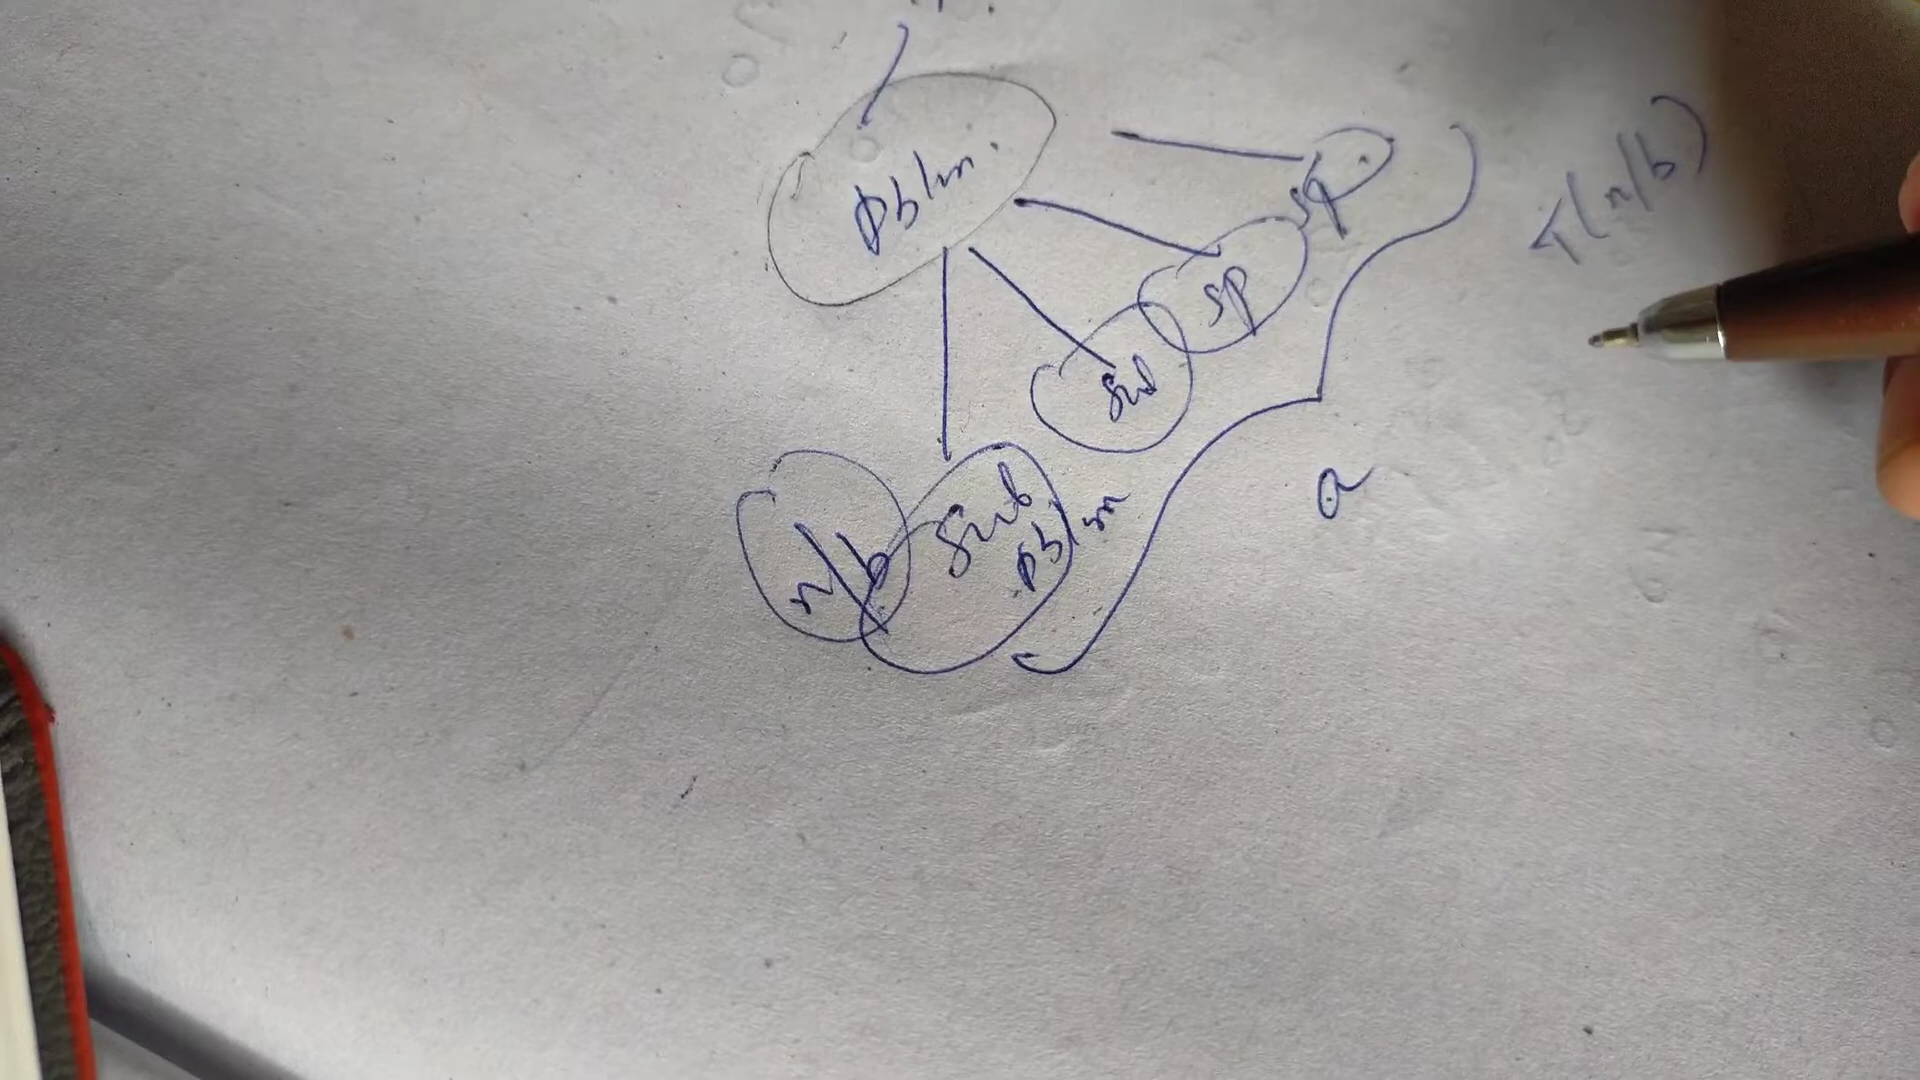 pblm.
sp
T(n/b)
sp
sub
a
n/b
sub
pblm